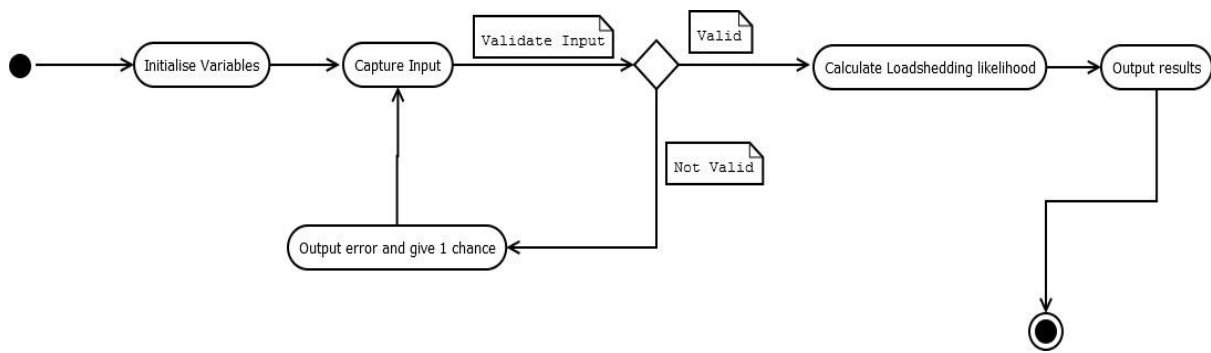 Initialise Variables
Capture Input
Validate Input
Valid
Calculate Loadshedding likelihood
Output results
Not Valid
Output error and give 1 chance